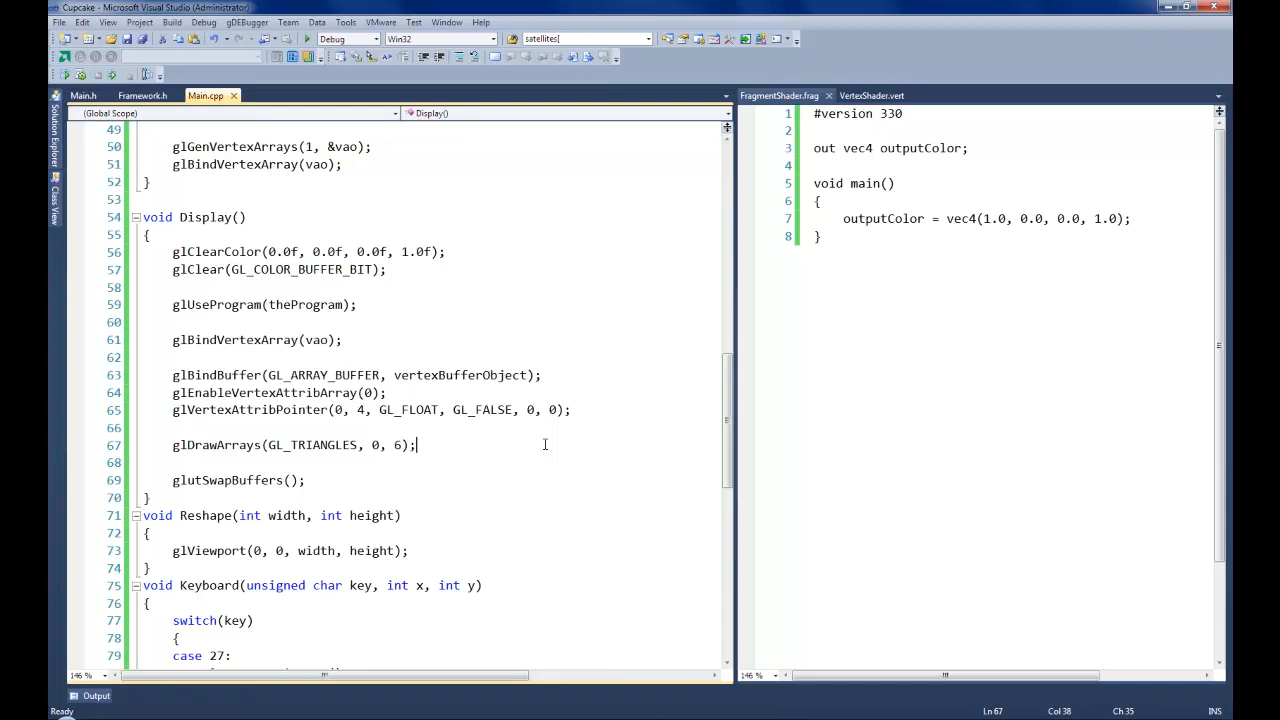 Cupcake - Microsoft Visual Studio (Administrator)
File Edit View Project Build Debug gDEBugger Team Data Tools VMware Test Window Help
Debug Win32 satellites[
Main.h Framework.h Main.cpp FragmentShader.frag VertexShader.vert
(Global Scope) Display()
49
50 glGenVertexArrays(1, &vao);
51 glBindVertexArray(vao);
52 }
53
54 void Display()
55 {
56 glClearColor(0.0f, 0.0f, 0.0f, 1.0f);
57 glClear(GL_COLOR_BUFFER_BIT);
58
59 glUseProgram(theProgram);
60
61 glBindVertexArray(vao);
62
63 glBindBuffer(GL_ARRAY_BUFFER, vertexBufferObject);
64 glEnableVertexAttribArray(0);
65 glVertexAttribPointer(0, 4, GL_FLOAT, GL_FALSE, 0, 0);
66
67 glDrawArrays(GL_TRIANGLES, 0, 6);
68
69 glutSwapBuffers();
70 }
71 void Reshape(int width, int height)
72 {
73 glViewport(0, 0, width, height);
74 }
75 void Keyboard(unsigned char key, int x, int y)
76 {
77 switch(key)
78 {
79 case 27:
1 #version 330
2
3 out vec4 outputColor;
4
5 void main()
6 {
7 outputColor = vec4(1.0, 0.0, 0.0, 1.0);
8 }
Solution Explorer
Class View
146 % 146 %
Output
Ln 67 Col 38 Ch 35 INS